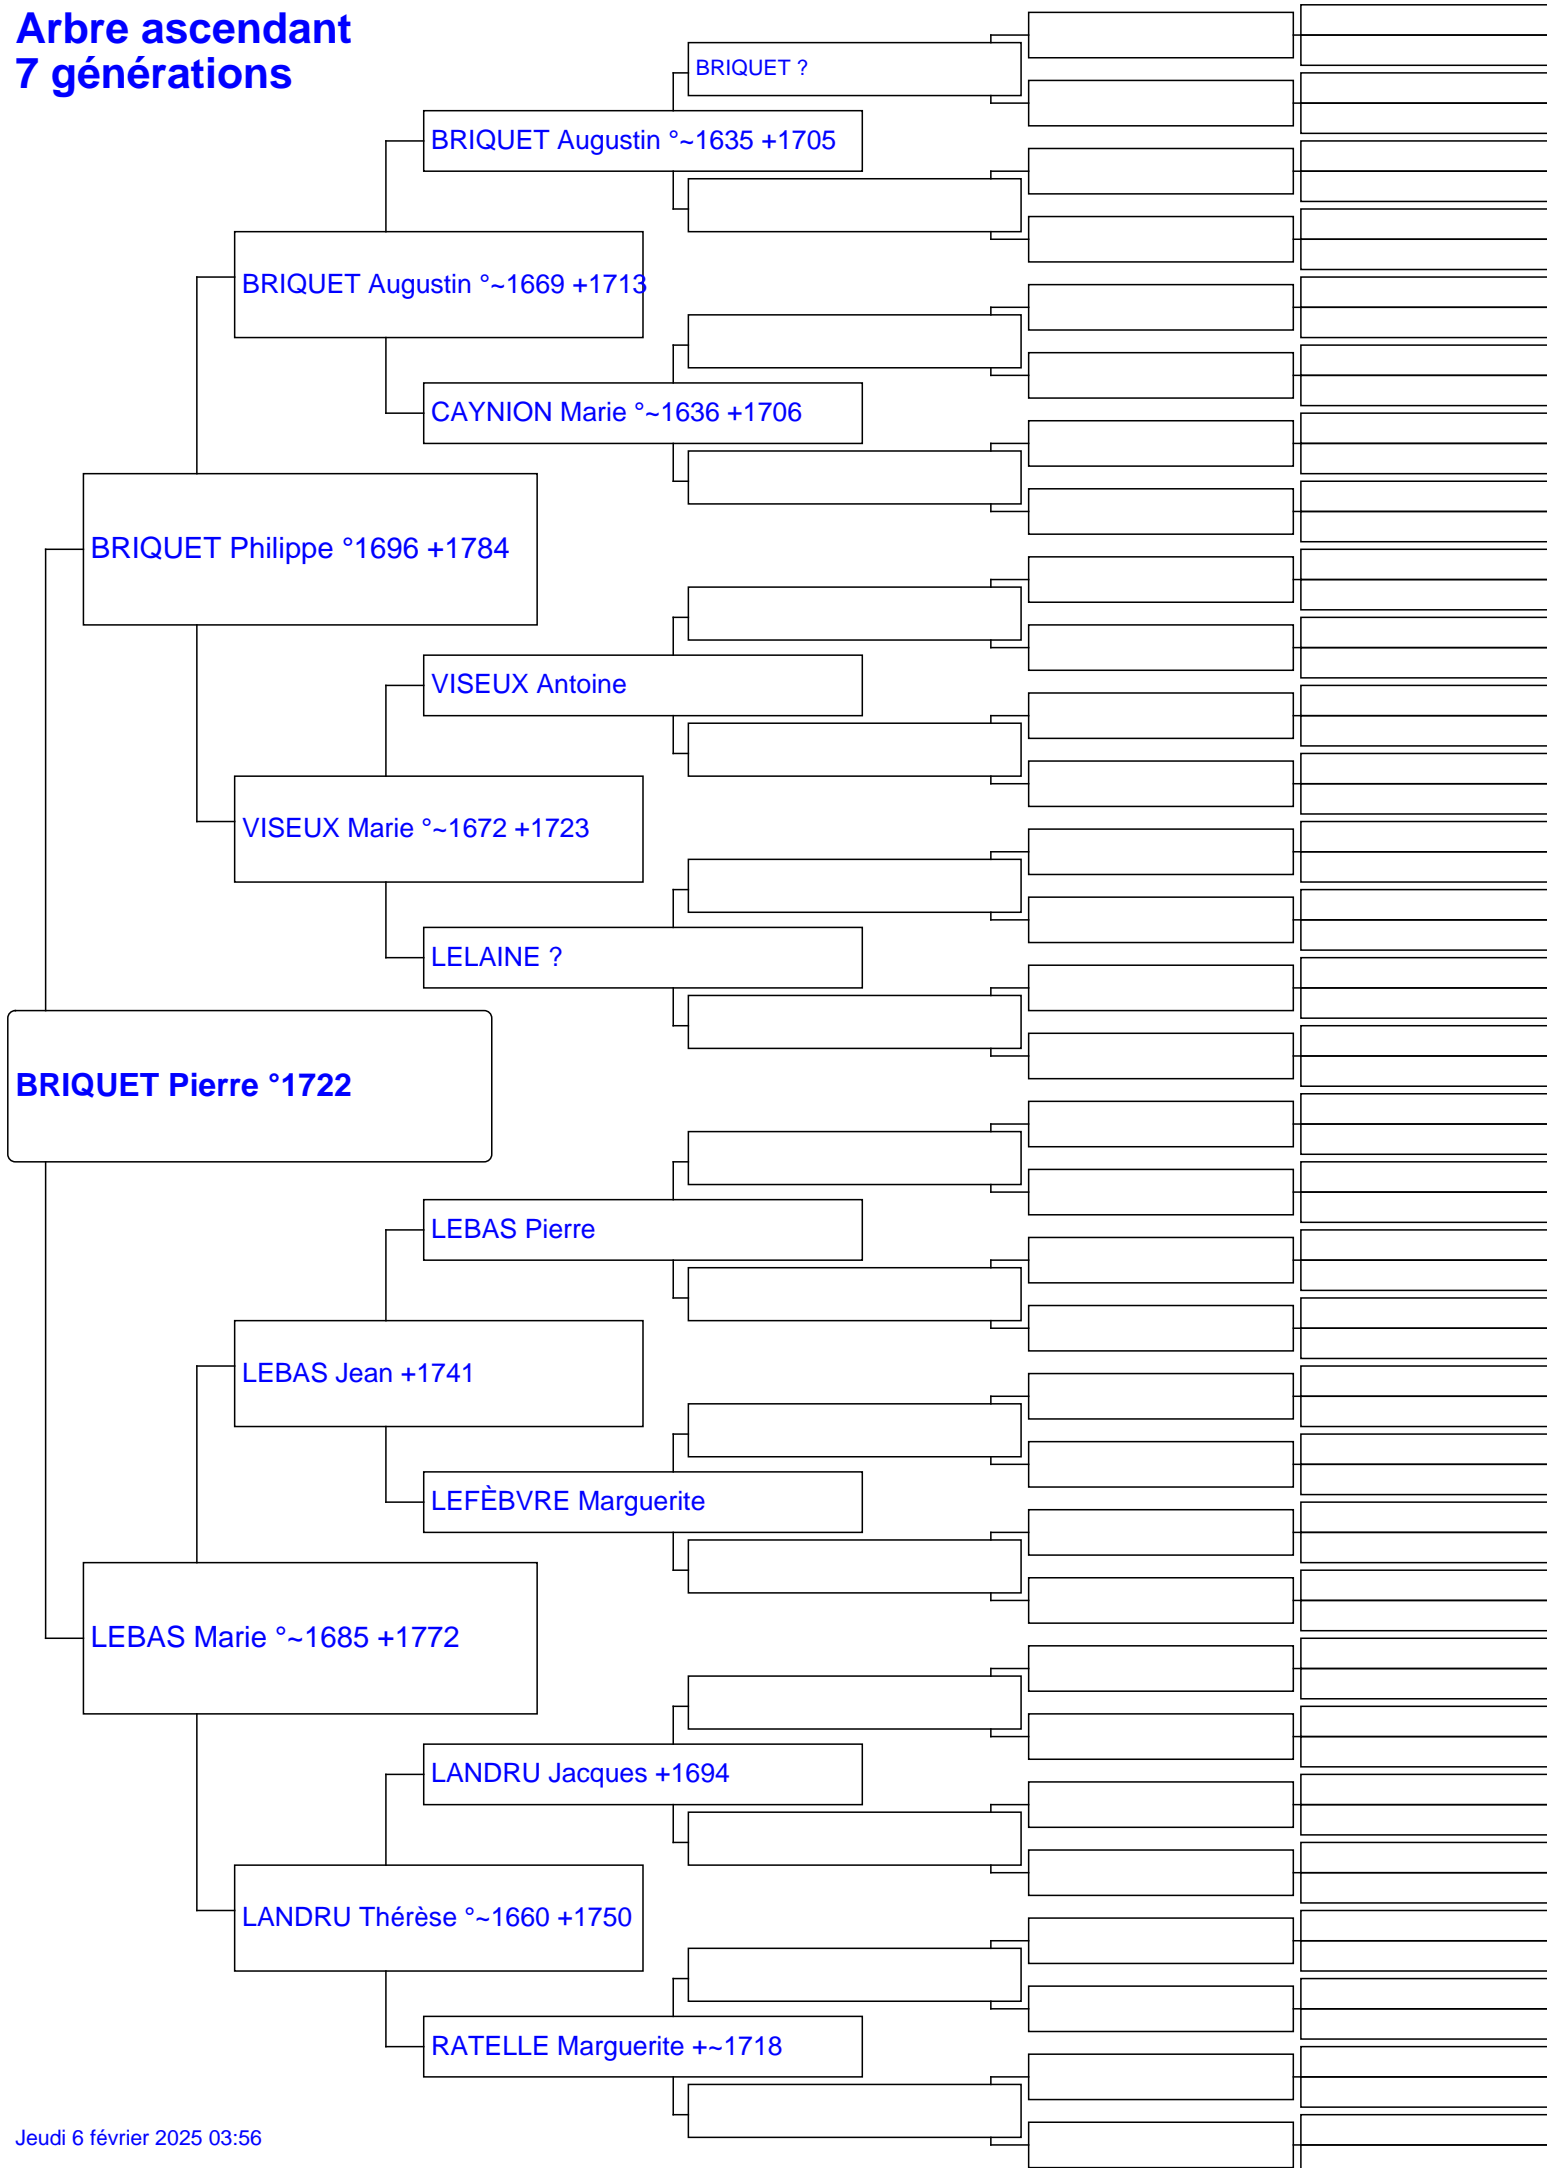 Arbre ascendant
7 générations
BRIQUET ?
BRIQUET Augustin °~1635 +1705
BRIQUET Augustin °~1669 +1713
CAYNION Marie °~1636 +1706
BRIQUET Philippe °1696 +1784
VISEUX Antoine
VISEUX Marie °~1672 +1723
LELAINE ?
BRIQUET Pierre °1722
LEBAS Pierre
LEBAS Jean +1741
LEFÈBVRE Marguerite
LEBAS Marie °~1685 +1772
LANDRU Jacques +1694
LANDRU Thérèse °~1660 +1750
RATELLE Marguerite +~1718
Jeudi 6 février 2025 03:56